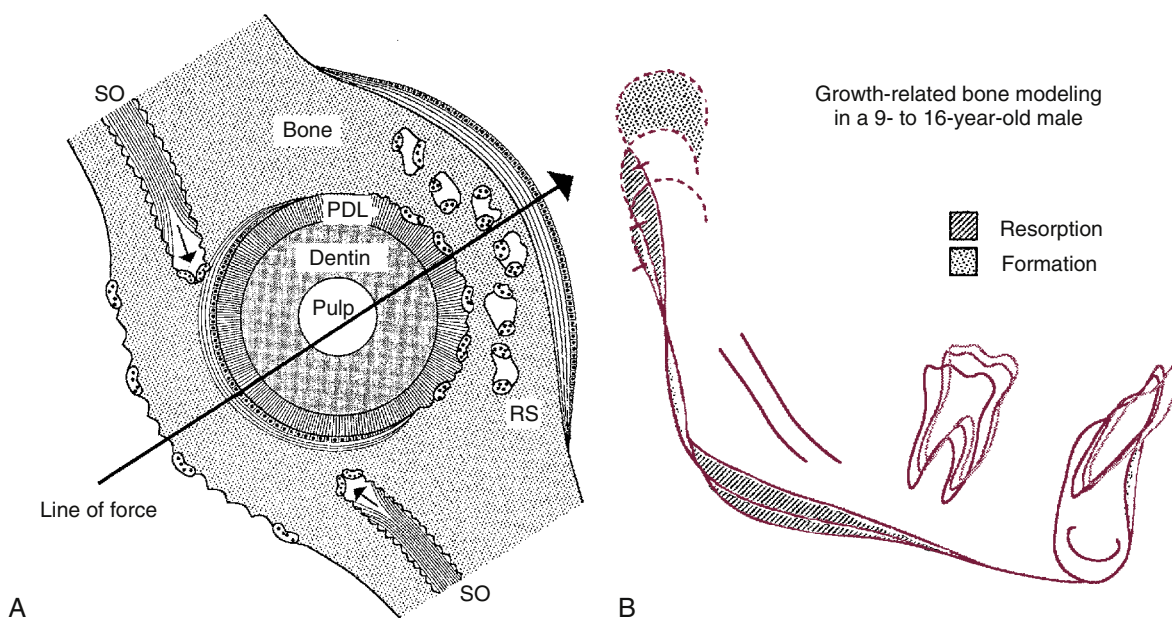 SO
Bone
PDL
Dentin
Pulp
RS
Line of force
SO
A
Growth-related bone modeling
in a 9- to 16-year-old male
Resorption
Formation
B